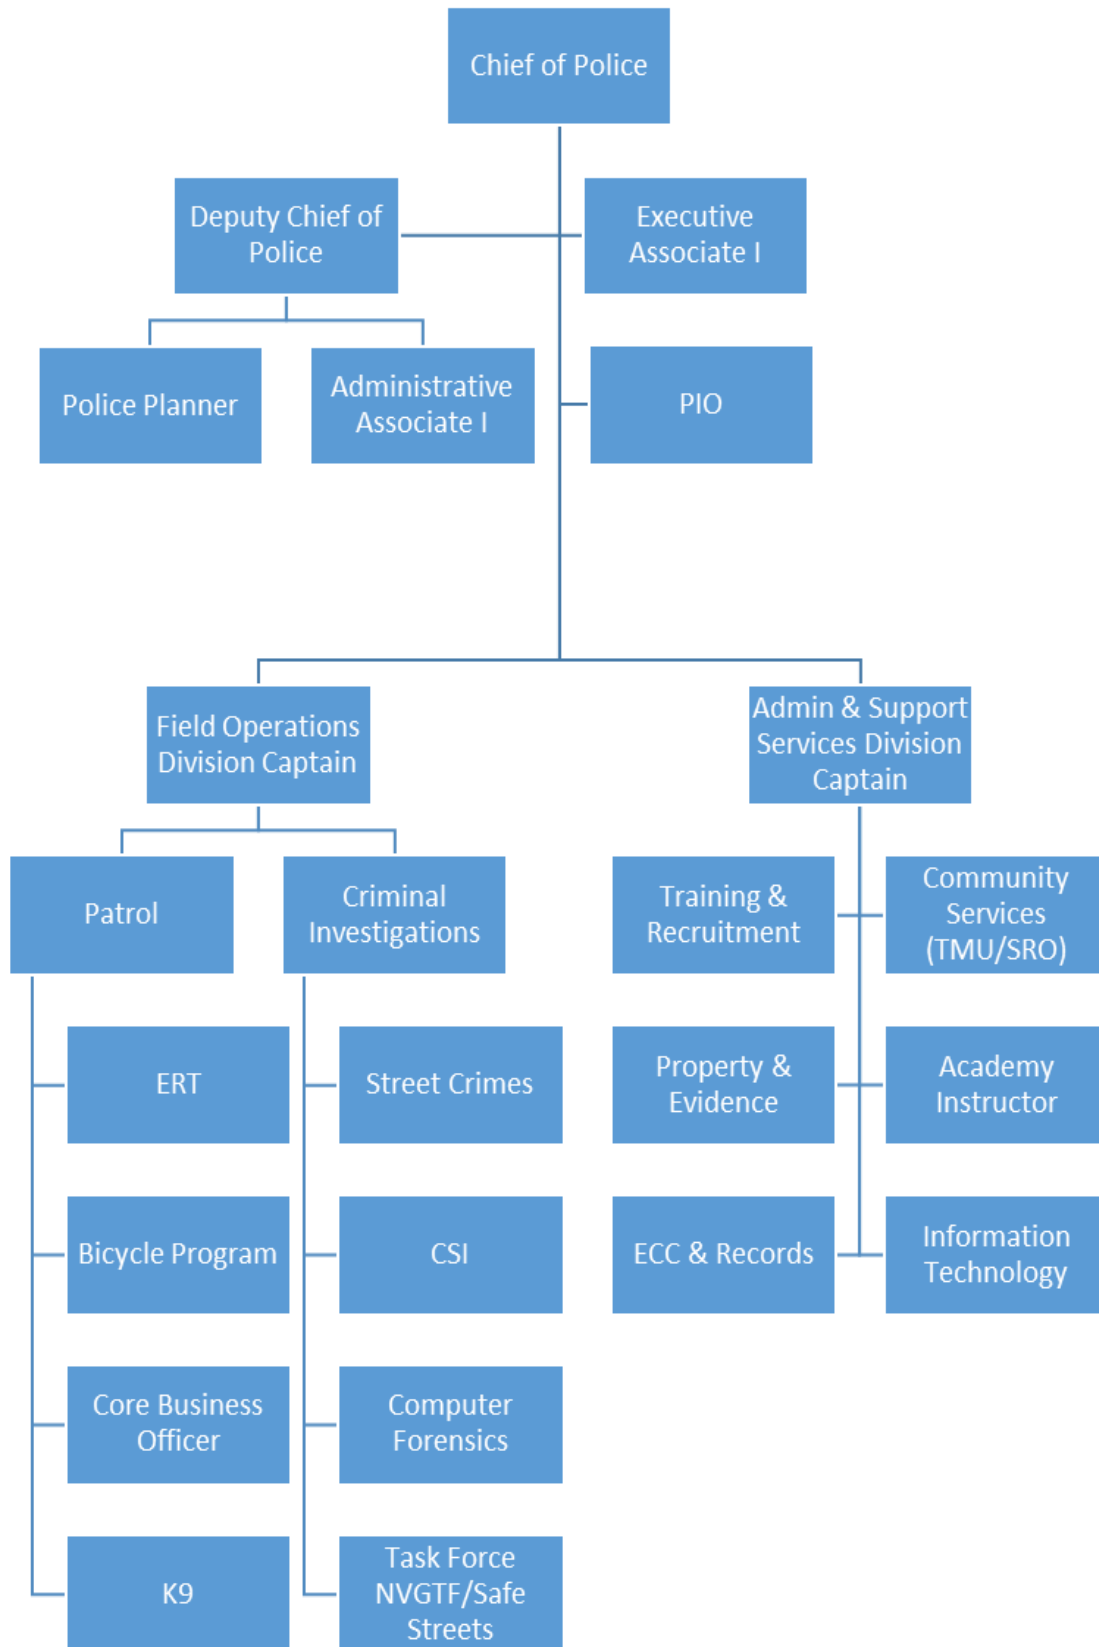 Chief of Police
Deputy Chief of
Police
Executive
Associate I
Police Planner
Administrative
Associate I
PIO
Field Operations
Division Captain
Admin & Support
Services Division
Captain
Patrol
Criminal
Investigations
Training &
Recruitment
Community
Services
(TMU/SRO)
ERT
Street Crimes
Property &
Evidence
Academy
Instructor
Bicycle Program
CSI
ECC & Records
Information
Technology
Core Business
Officer
Computer
Forensics
K9
Task Force
NVGTF/Safe
Streets